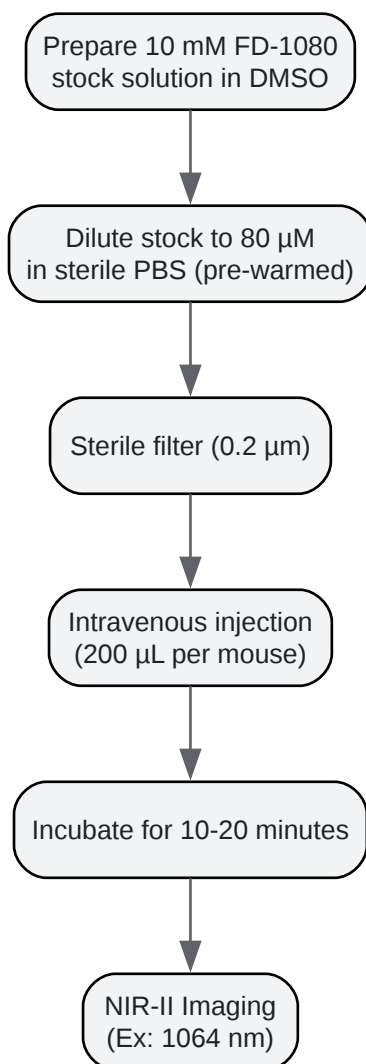 Prepare 10 mM FD-1080
stock solution in DMSO
Dilute stock to 80 µM
in sterile PBS (pre-warmed)
Sterile filter (0.2 µm)
Intravenous injection
(200 µL per mouse)
Incubate for 10-20 minutes
NIR-II Imaging
(Ex: 1064 nm)